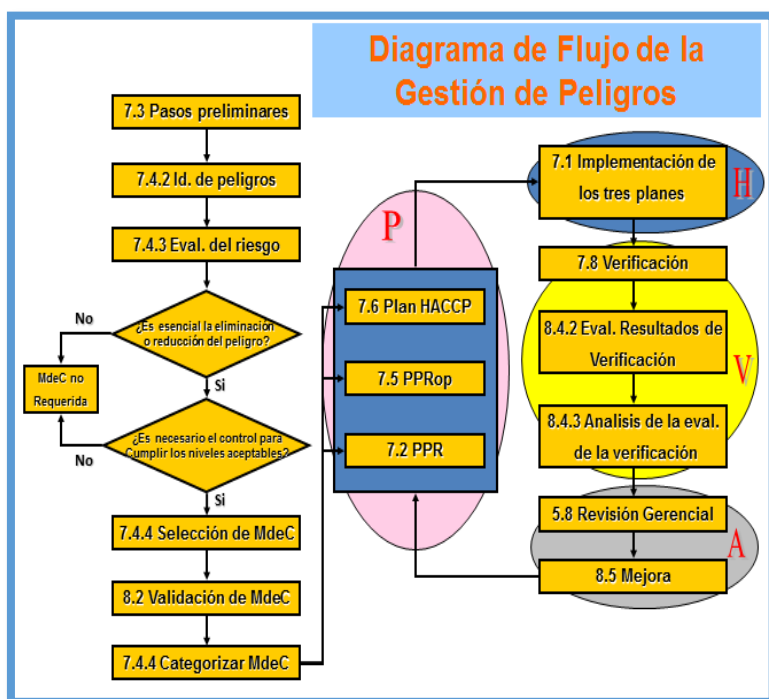 Diagrama de Flujo de la
Gestión de Peligros
7.3 Pasos preliminares
7.4.2 Id. de peligros
7.4.3 Eval. del riesgo
¿Es esencial la eliminación
o reducción del peligro?
No
MdeC no
Requerida
Si
¿Es necesario el control para
Cumplir los niveles aceptables?
No
Si
7.4.4 Selección de MdeC
8.2 Validación de MdeC
7.4.4 Categorizar MdeC
P
7.6 Plan HACCP
7.5 PPRop
7.2 PPR
7.1 Implementación de
los tres planes
H
7.8 Verificación
8.4.2 Eval. Resultados de
Verificación
V
8.4.3 Analisis de la eval.
de la verificación
5.8 Revisión Gerencial
A
8.5 Mejora